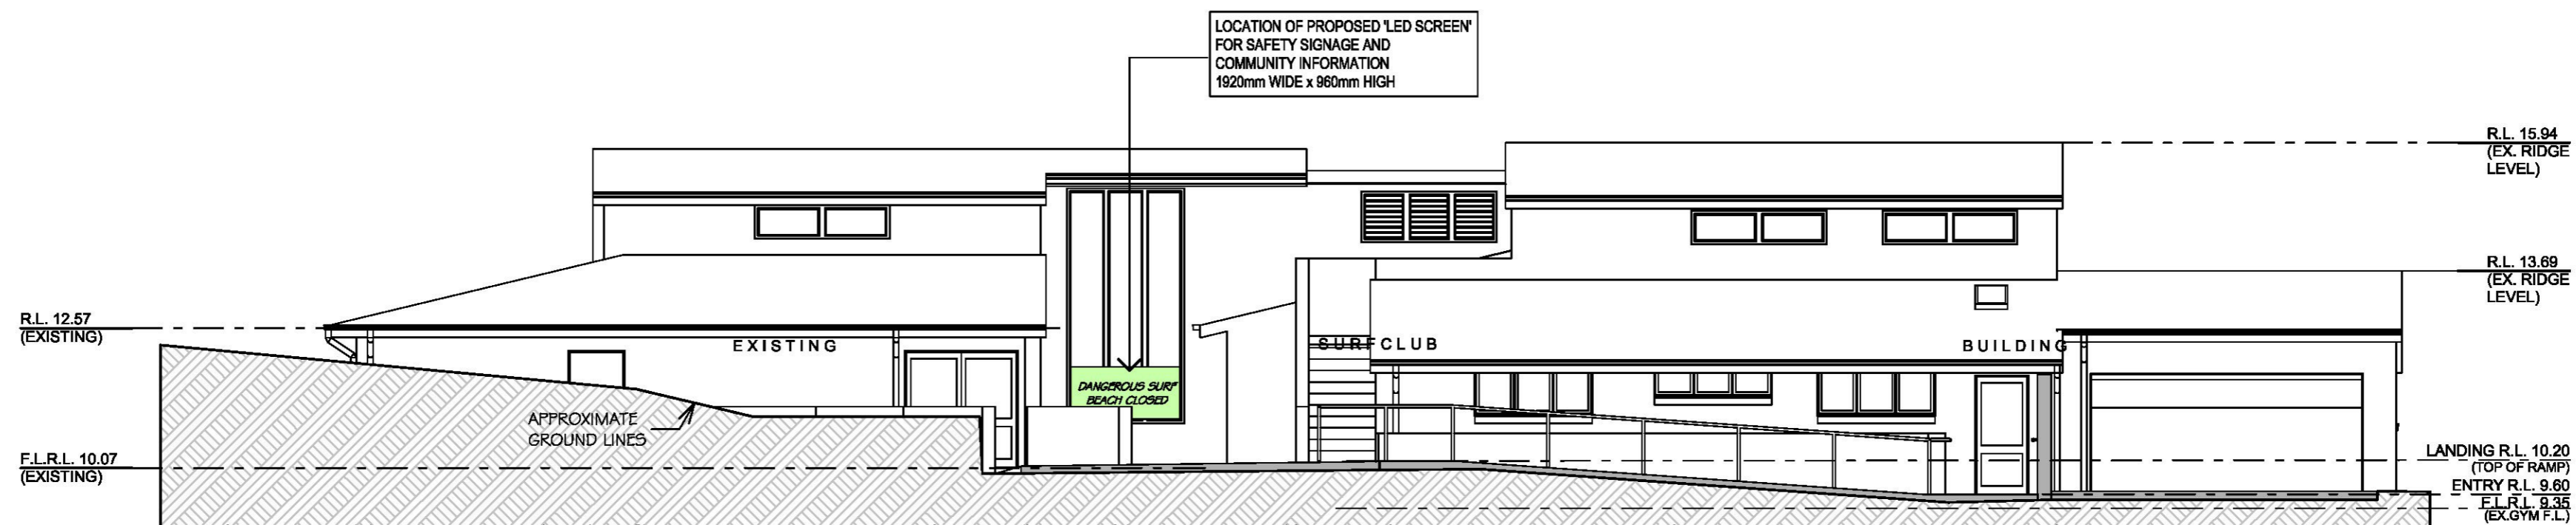 LOCATION OF PROPOSED 'LED SCREEN'
FOR SAFETY SIGNAGE AND
COMMUNITY INFORMATION
1920mm WIDE x 960mm HIGH
R.L. 15.94
(EX. RIDGE
LEVEL)
R.L. 13.69
(EX. RIDGE
LEVEL)
R.L. 12.57
(EXISTING)
EXISTING
SURFCLUB
BUILDING
DANGEROUS SURF
BEACH CLOSED
APPROXIMATE
GROUND LINES
F.L.R.L. 10.07
(EXISTING)
LANDING R.L. 10.20
(TOP OF RAMP)
ENTRY R.L. 9.60
F.L.R.L. 9.35
(EX.GYM F.L.)